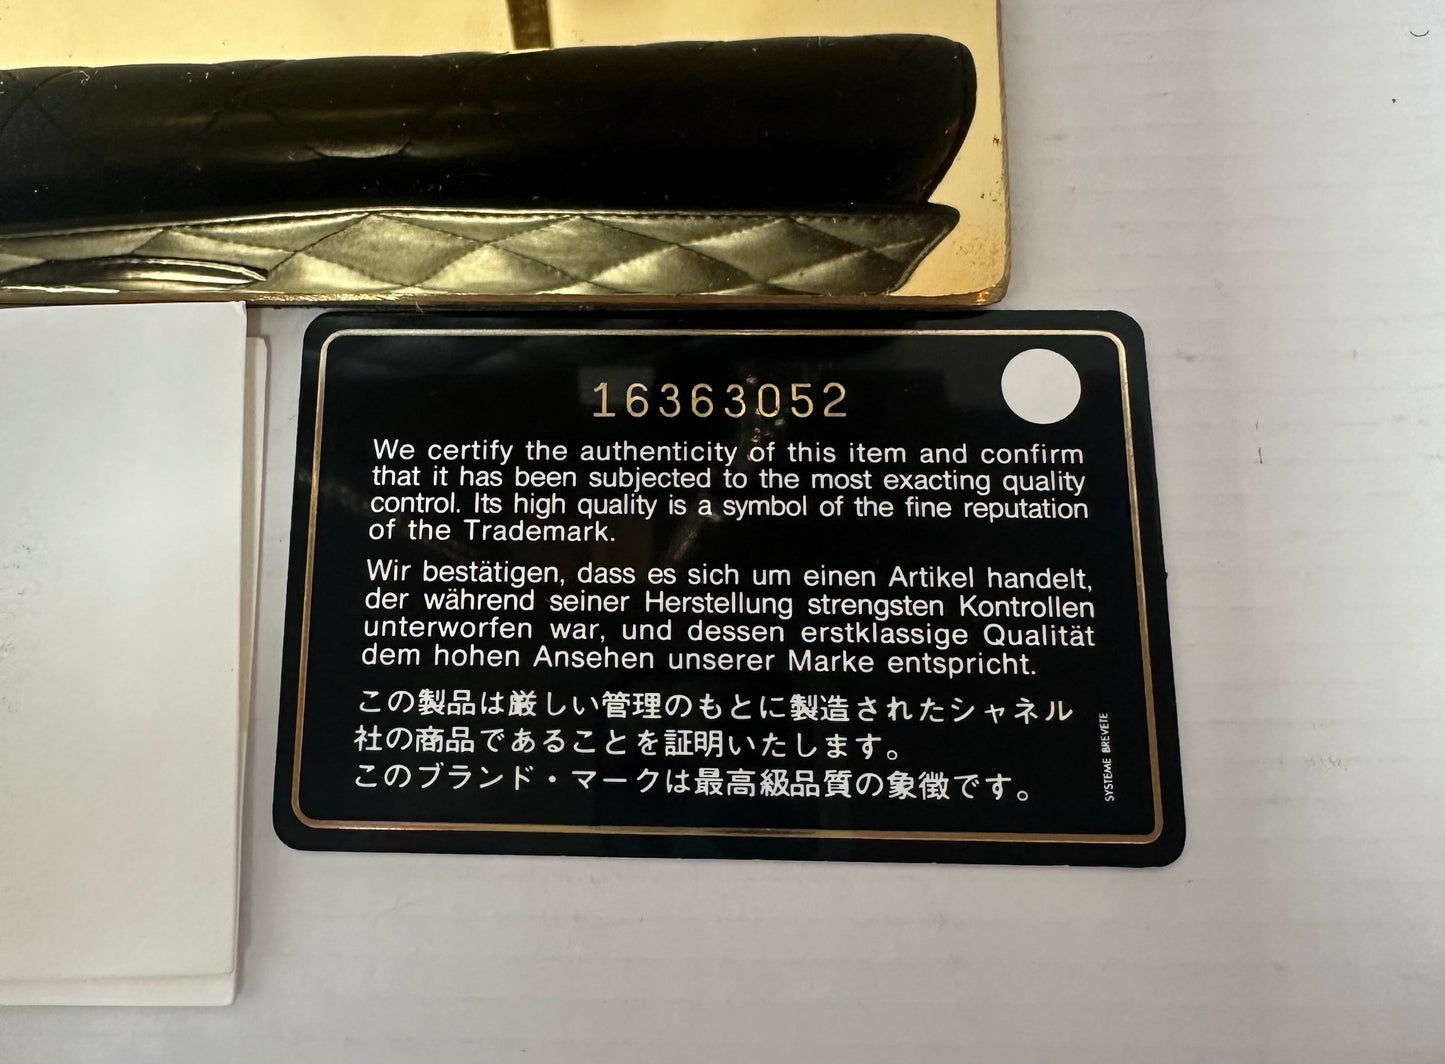 16363052
We certify the authenticity of this item and confirm
that it has been subjected to the most exacting quality
control. Its high quality is a symbol of the fine reputation
of the Trademark.
Wir bestätigen, dass es sich um einen Artikel handelt,
der während seiner Herstellung strengsten Kontrollen
unterworfen war, und dessen erstklassige Qualität
dem hohen Ansehen unserer Marke entspricht.
この製品は厳しい管理のもとに製造されたシャネル
社の商品であることを証明いたします。
このブランド・マークは最高級品質の象徴です。
SYSTEME BREVETE